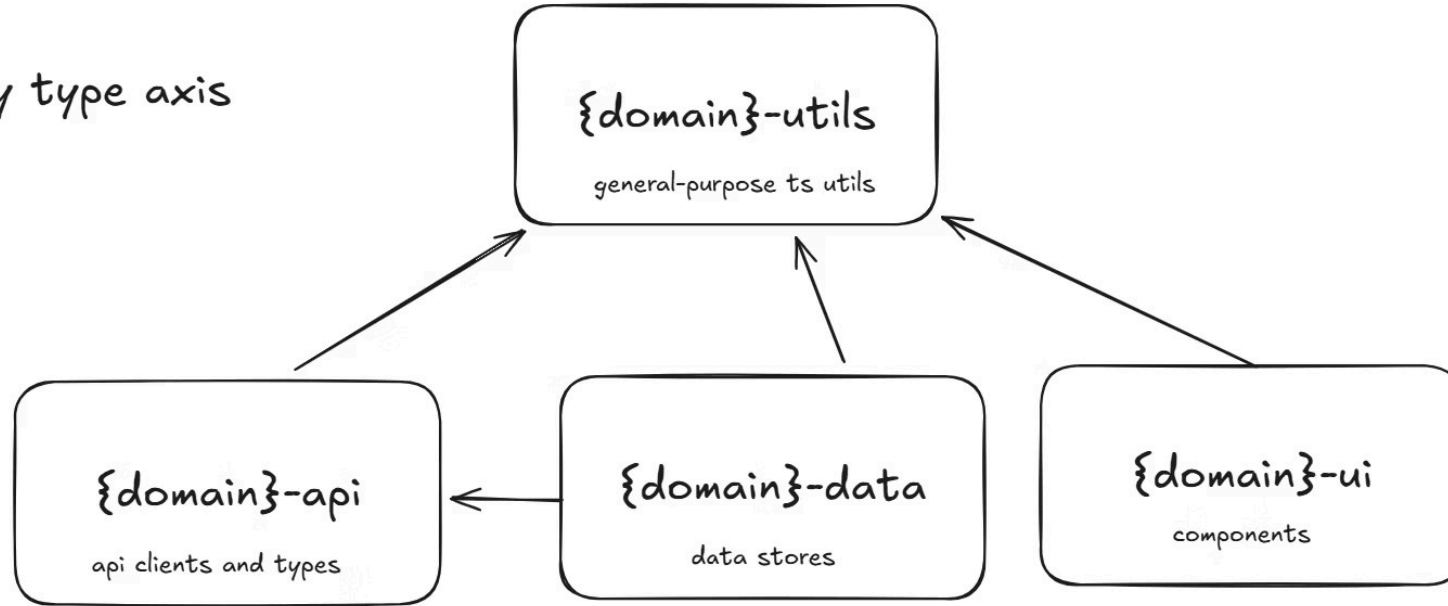 type axis
{domain}-utils
general-purpose ts utils
{domain}-api
api clients and types
{domain}-data
data stores
{domain}-ui
components